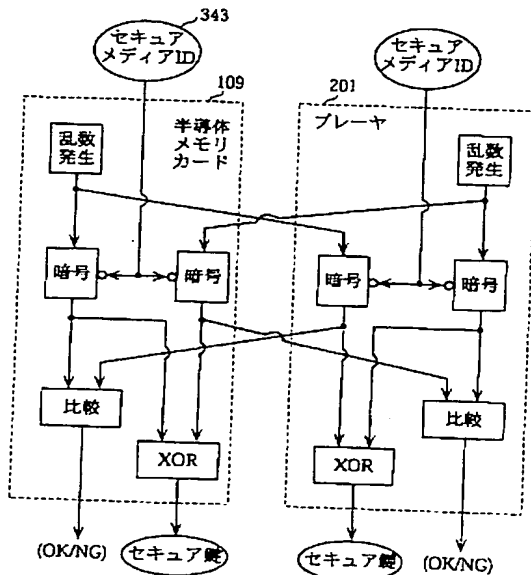 343
セキュア
メディアID
セキュア
メディアID
109
201
半導体
メモリ
カード
プレーヤ
乱数
発生
乱数
発生
暗号
暗号
暗号
暗号
比較
比較
XOR
XOR
(OK/NG)
セキュア鍵
セキュア鍵
(OK/NG)